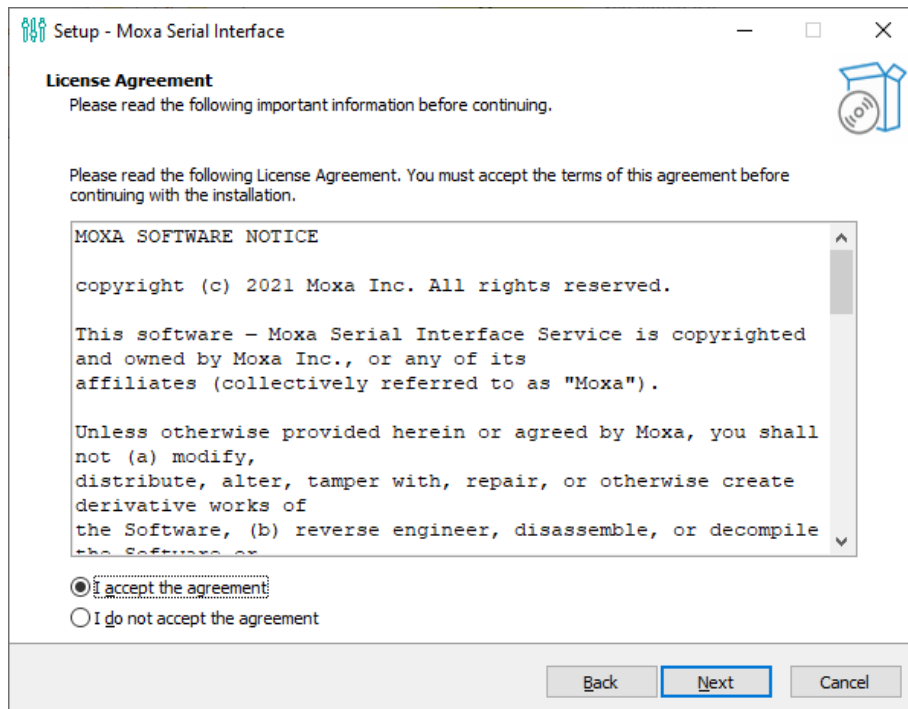 Setup - Moxa Serial Interface
License Agreement
Please read the following important information before continuing.
Please read the following License Agreement. You must accept the terms of this agreement before
continuing with the installation.
MOXA SOFTWARE NOTICE
copyright (c) 2021 Moxa Inc. All rights reserved.
This software — Moxa Serial Interface Service is copyrighted
and owned by Moxa Inc., or any of its
affiliates (collectively referred to as "Moxa").
Unless otherwise provided herein or agreed by Moxa, you shall
not (a) modify,
distribute, alter, tamper with, repair, or otherwise create
derivative works of
the Software, (b) reverse engineer, disassemble, or decompile
the Software or
I accept the agreement
I do not accept the agreement
Back
Next
Cancel